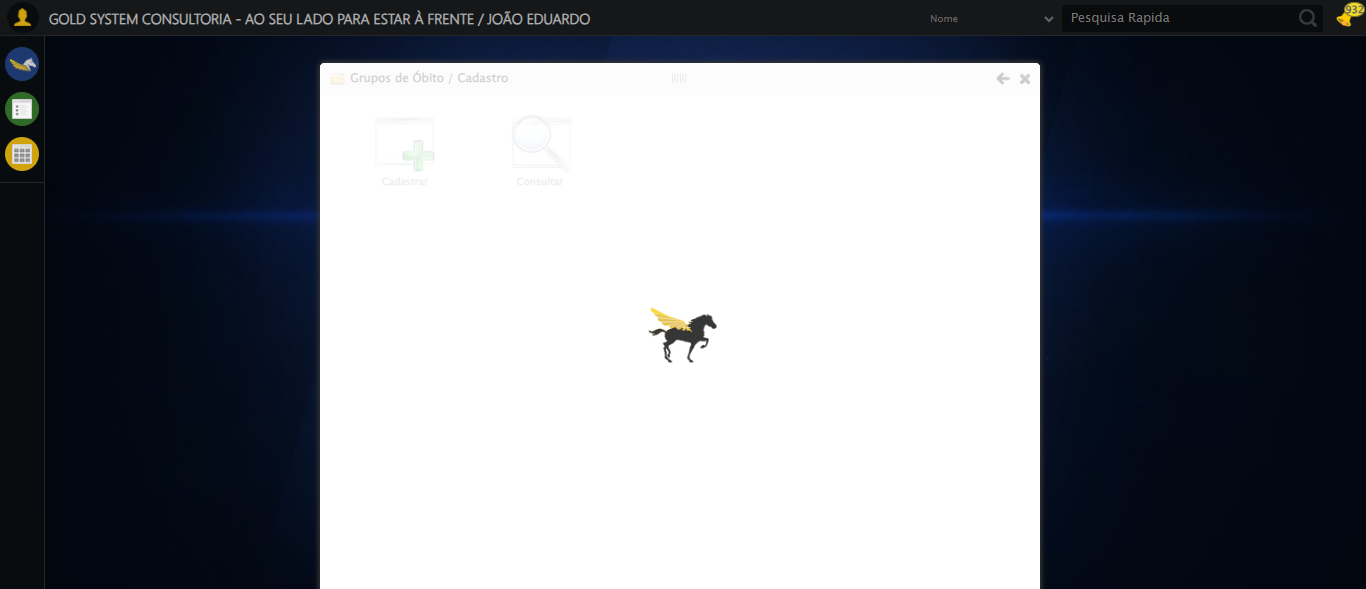 GOLD SYSTEM CONSULTORIA - AO SEU LADO PARA ESTAR À FRENTE / JOÃO EDUARDO
Nome
Pesquisa Rapida
932
Grupos de Óbito / Cadastro
Cadastrar
Consultar